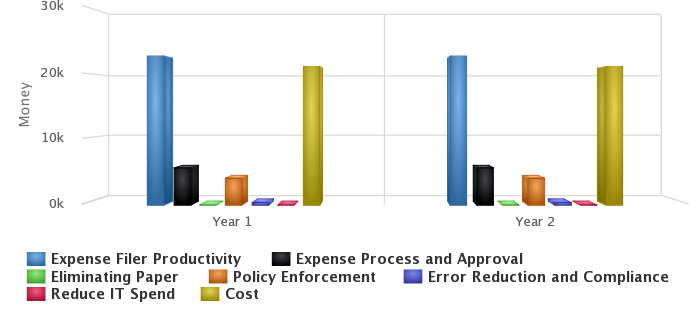 30k
20k
10k
0k
Money
Year 1 Year 2
Expense Filer Productivity Expense Process and Approval
Eliminating Paper Policy Enforcement Error Reduction and Compliance
Reduce IT Spend Cost